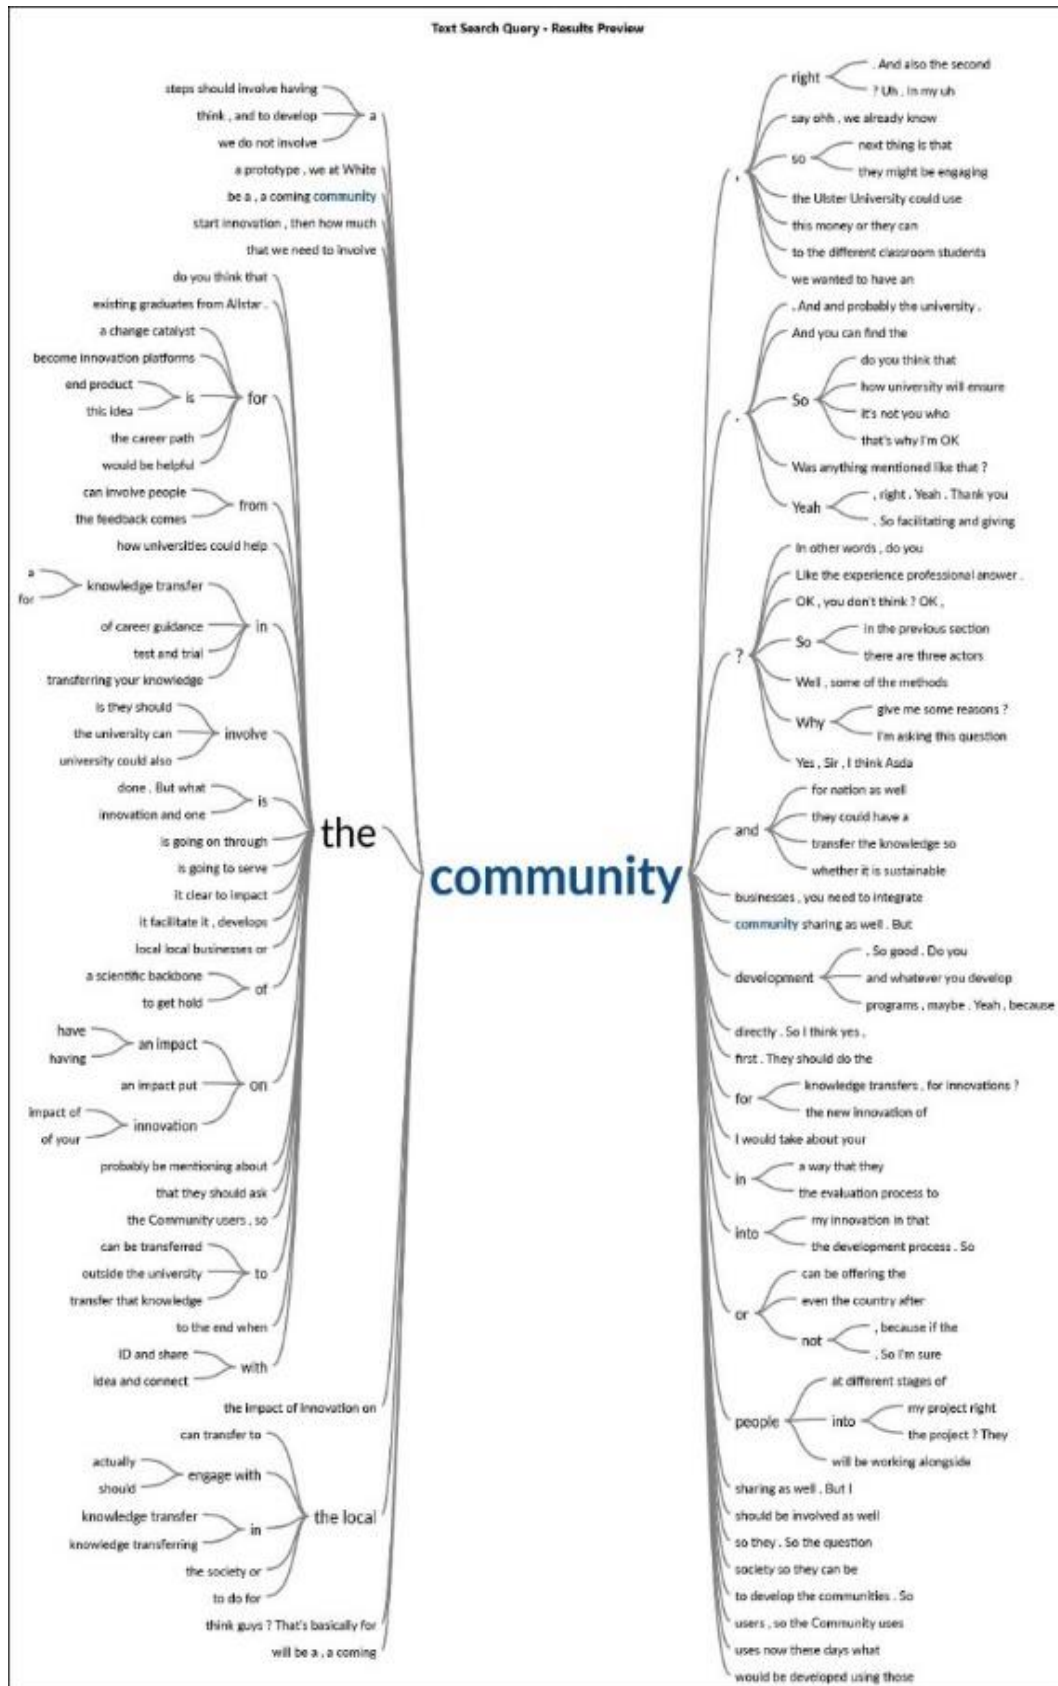 Text Search Query - Results Preview
steps should involve having
think , and to develop
we do not involve
a
a prototype , we at White
be a , a coming community
start innovation , then how much
that we need to involve
do you think that
existing graduates from Allstar .
a change catalyst
become innovation platforms
end product
this idea
is
the career path
would be helpful
for
can involve people
the feedback comes
from
how universities could help
a
for
knowledge transfer
of career guidance
test and trial
transferring your knowledge
in
is they should
the university can
university could also
involve
done . But what
innovation and one
is
is going on through
is going to serve
it clear to impact
it facilitate it , develops
local local businesses or
a scientific backbone
to get hold
of
have
having
an impact
an impact put
impact of
of your
innovation
on
probably be mentioning about
that they should ask
the Community users , so
can be transferred
outside the university
transfer that knowledge
to
to the end when
ID and share
idea and connect
with
the
the impact of innovation on
can transfer to
actually
should
engage with
knowledge transfer
knowledge transferring
in
the society or
to do for
the local
think guys ? That's basically for
will be a , a coming
community
,
right
. And also the second
? Uh . In my uh
say ohh , we already know
so
next thing is that
they might be engaging
the Ulster University could use
this money or they can
to the different classroom students
we wanted to have an
.
. And and probably the university .
And you can find the
So
do you think that
how university will ensure
it's not you who
that's why I'm OK
Was anything mentioned like that ?
Yeah
, right . Yeah . Thank you
. So facilitating and giving
?
In other words , do you
Like the experience professional answer .
OK , you don't think ? OK ,
So
in the previous section
there are three actors
Well , some of the methods
Why
give me some reasons ?
I'm asking this question
Yes , Sir , I think Asda
and
for nation as well
they could have a
transfer the knowledge so
whether it is sustainable
businesses , you need to integrate
community sharing as well . But
development
. So good . Do you
and whatever you develop
programs , maybe . Yeah , because
directly . So I think yes ,
first . They should do the
for
knowledge transfers , for innovations ?
the new innovation of
I would take about your
in
a way that they
the evaluation process to
into
my innovation in that
the development process . So
or
can be offering the
even the country after
not
, because if the
. So I'm sure
people
at different stages of
into
my project right
the project ? They
will be working alongside
sharing as well . But I
should be involved as well
so they . So the question
society so they can be
to develop the communities . So
users , so the Community uses
uses now these days what
would be developed using those